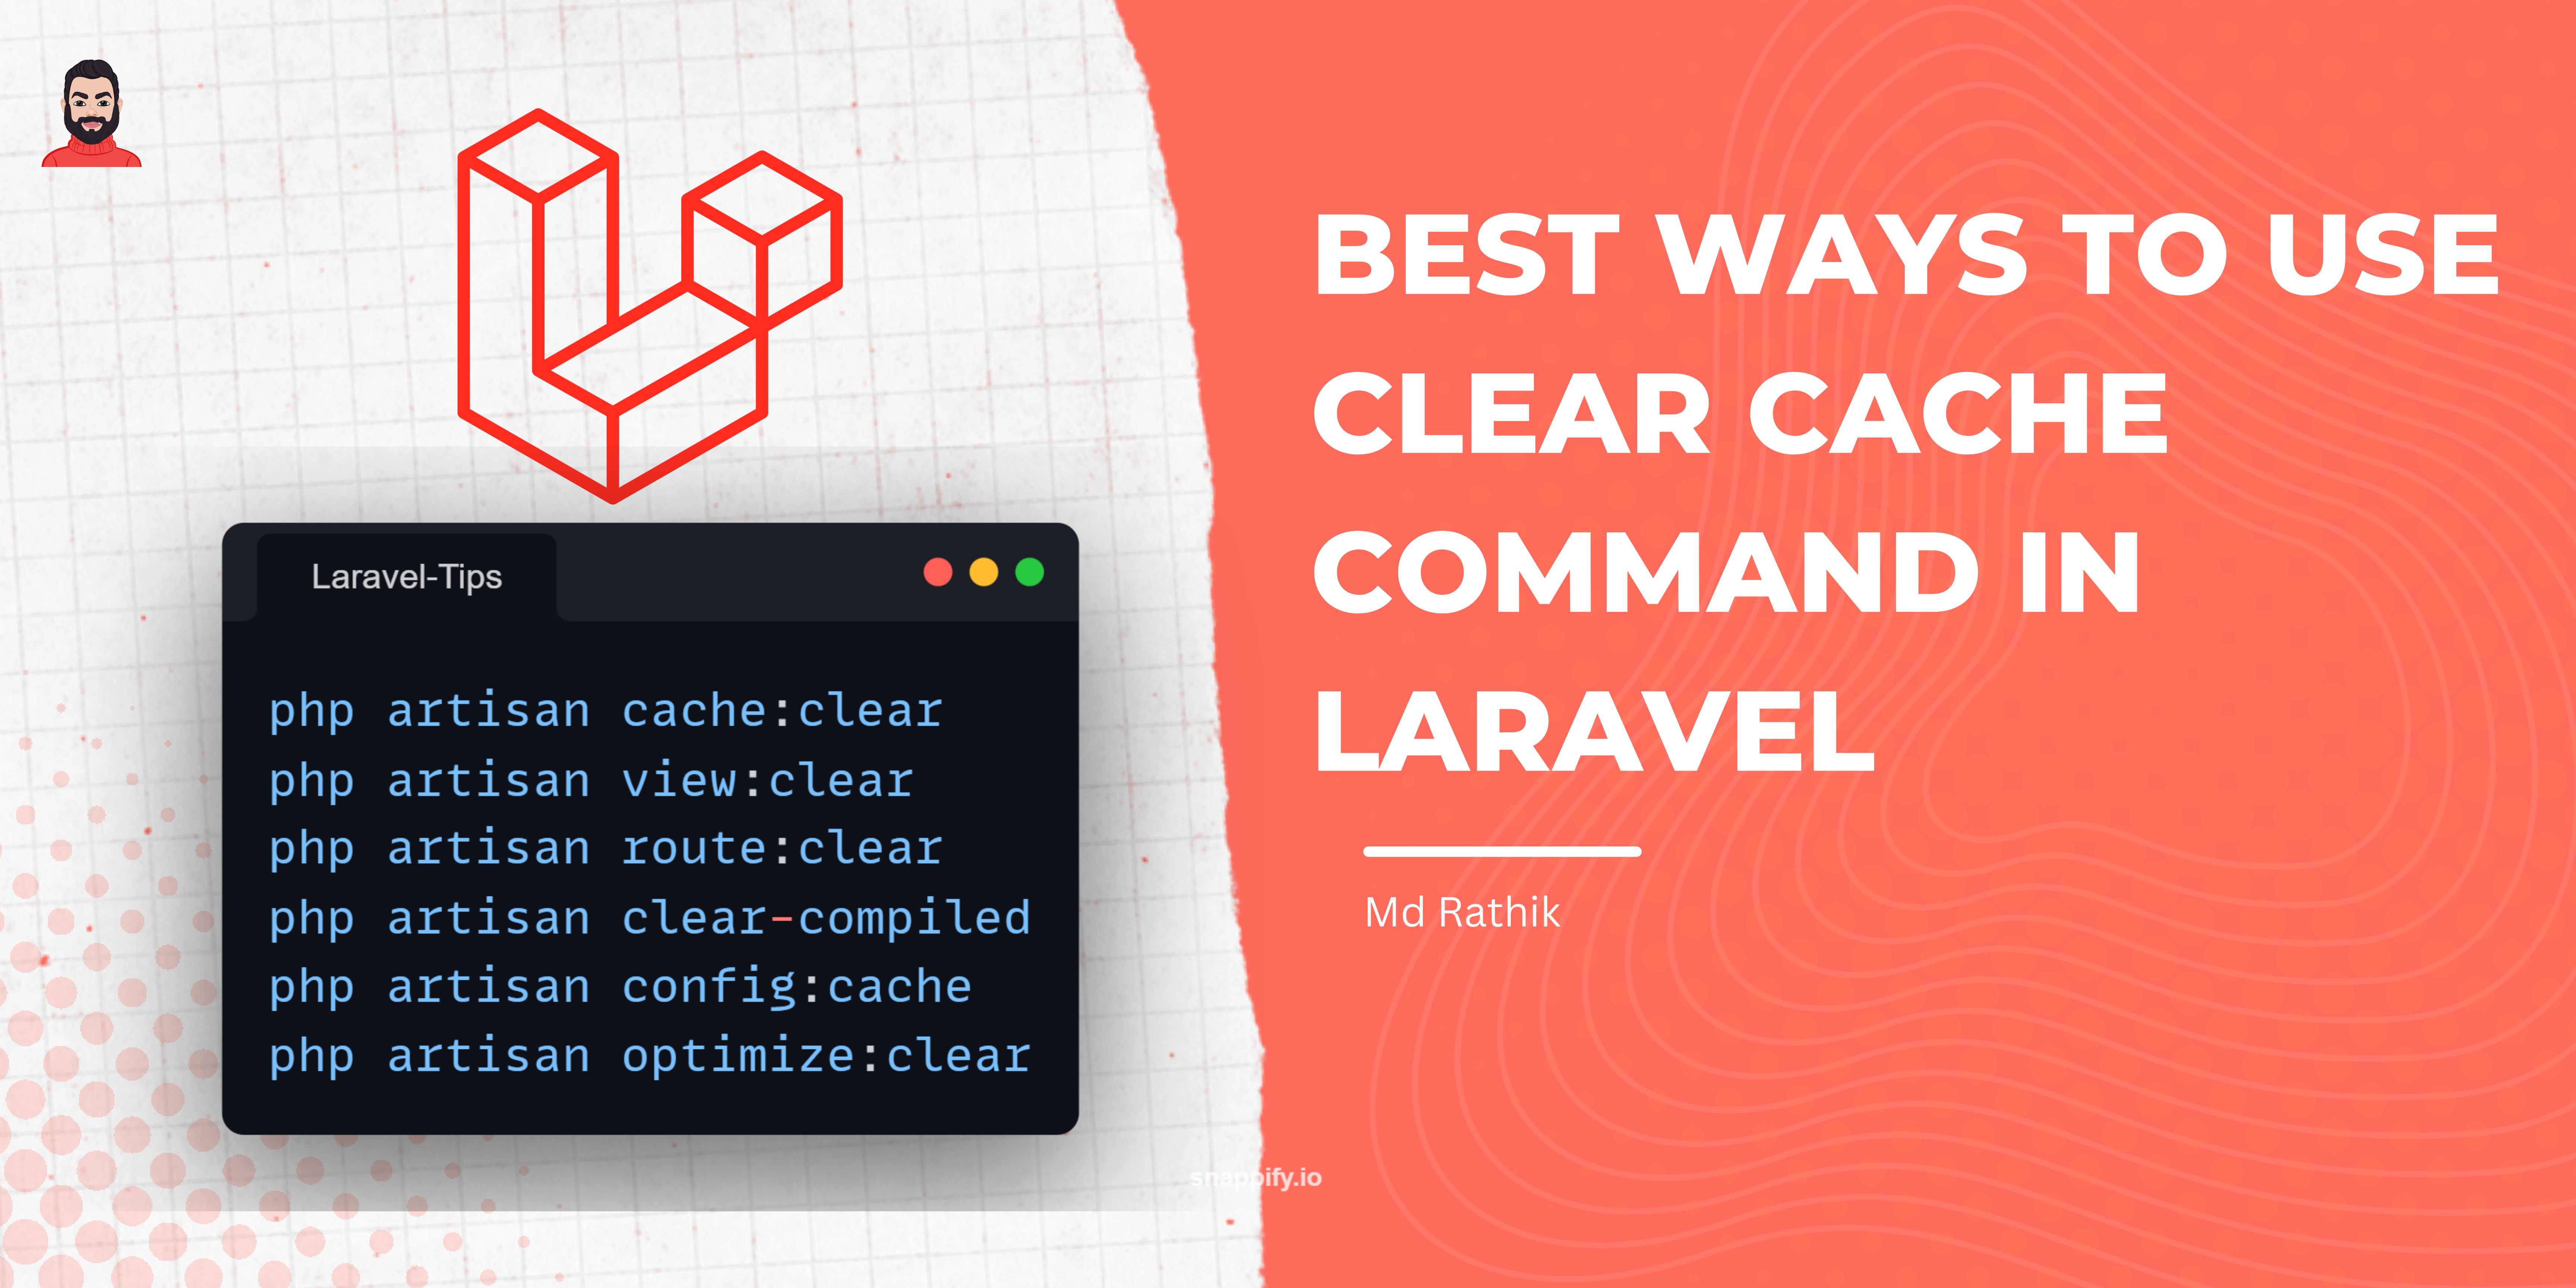 Laravel-Tips
php artisan cache:clear
php artisan view:clear
php artisan route:clear
php artisan clear-compiled
php artisan config:cache
php artisan optimize:clear
BEST WAYS TO USE
CLEAR CACHE
COMMAND IN
LARAVEL
Md Rathik
snappify.io